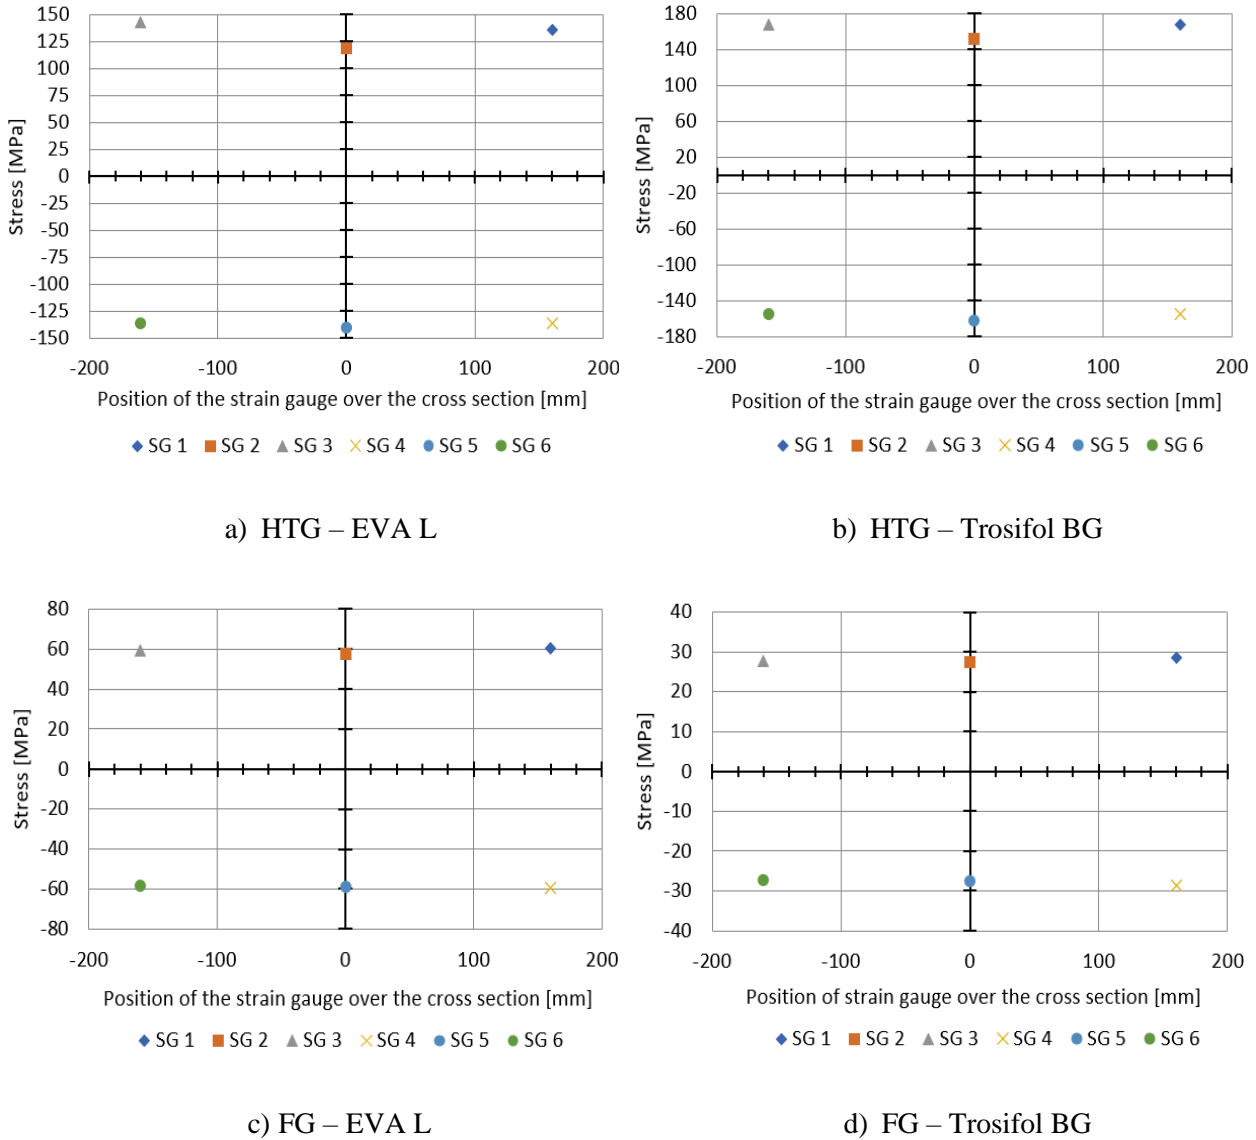 150
125
100
75
50
25
0
-25
-50
-75
-100
-125
-150
Stress [MPa]
-200 -100 0 100 200
Position of the strain gauge over the cross section [mm]
SG 1 SG 2 SG 3 SG 4 SG 5 SG 6
a) HTG – EVA L
180
140
100
60
20
-20
-60
-100
-140
-180
Stress [MPa]
-200 -100 0 100 200
Position of the strain gauge over the cross section [mm]
SG 1 SG 2 SG 3 SG 4 SG 5 SG 6
b) HTG – Trosifol BG
80
60
40
20
0
-20
-40
-60
-80
Stress [MPa]
-200 -100 0 100 200
Position of the strain gauge over the cross section [mm]
SG 1 SG 2 SG 3 SG 4 SG 5 SG 6
c) FG – EVA L
40
30
20
10
0
-10
-20
-30
-40
Stress [MPa]
-200 -100 0 100 200
Position of strain gauge over the cross section [mm]
SG 1 SG 2 SG 3 SG 4 SG 5 SG 6
d) FG – Trosifol BG